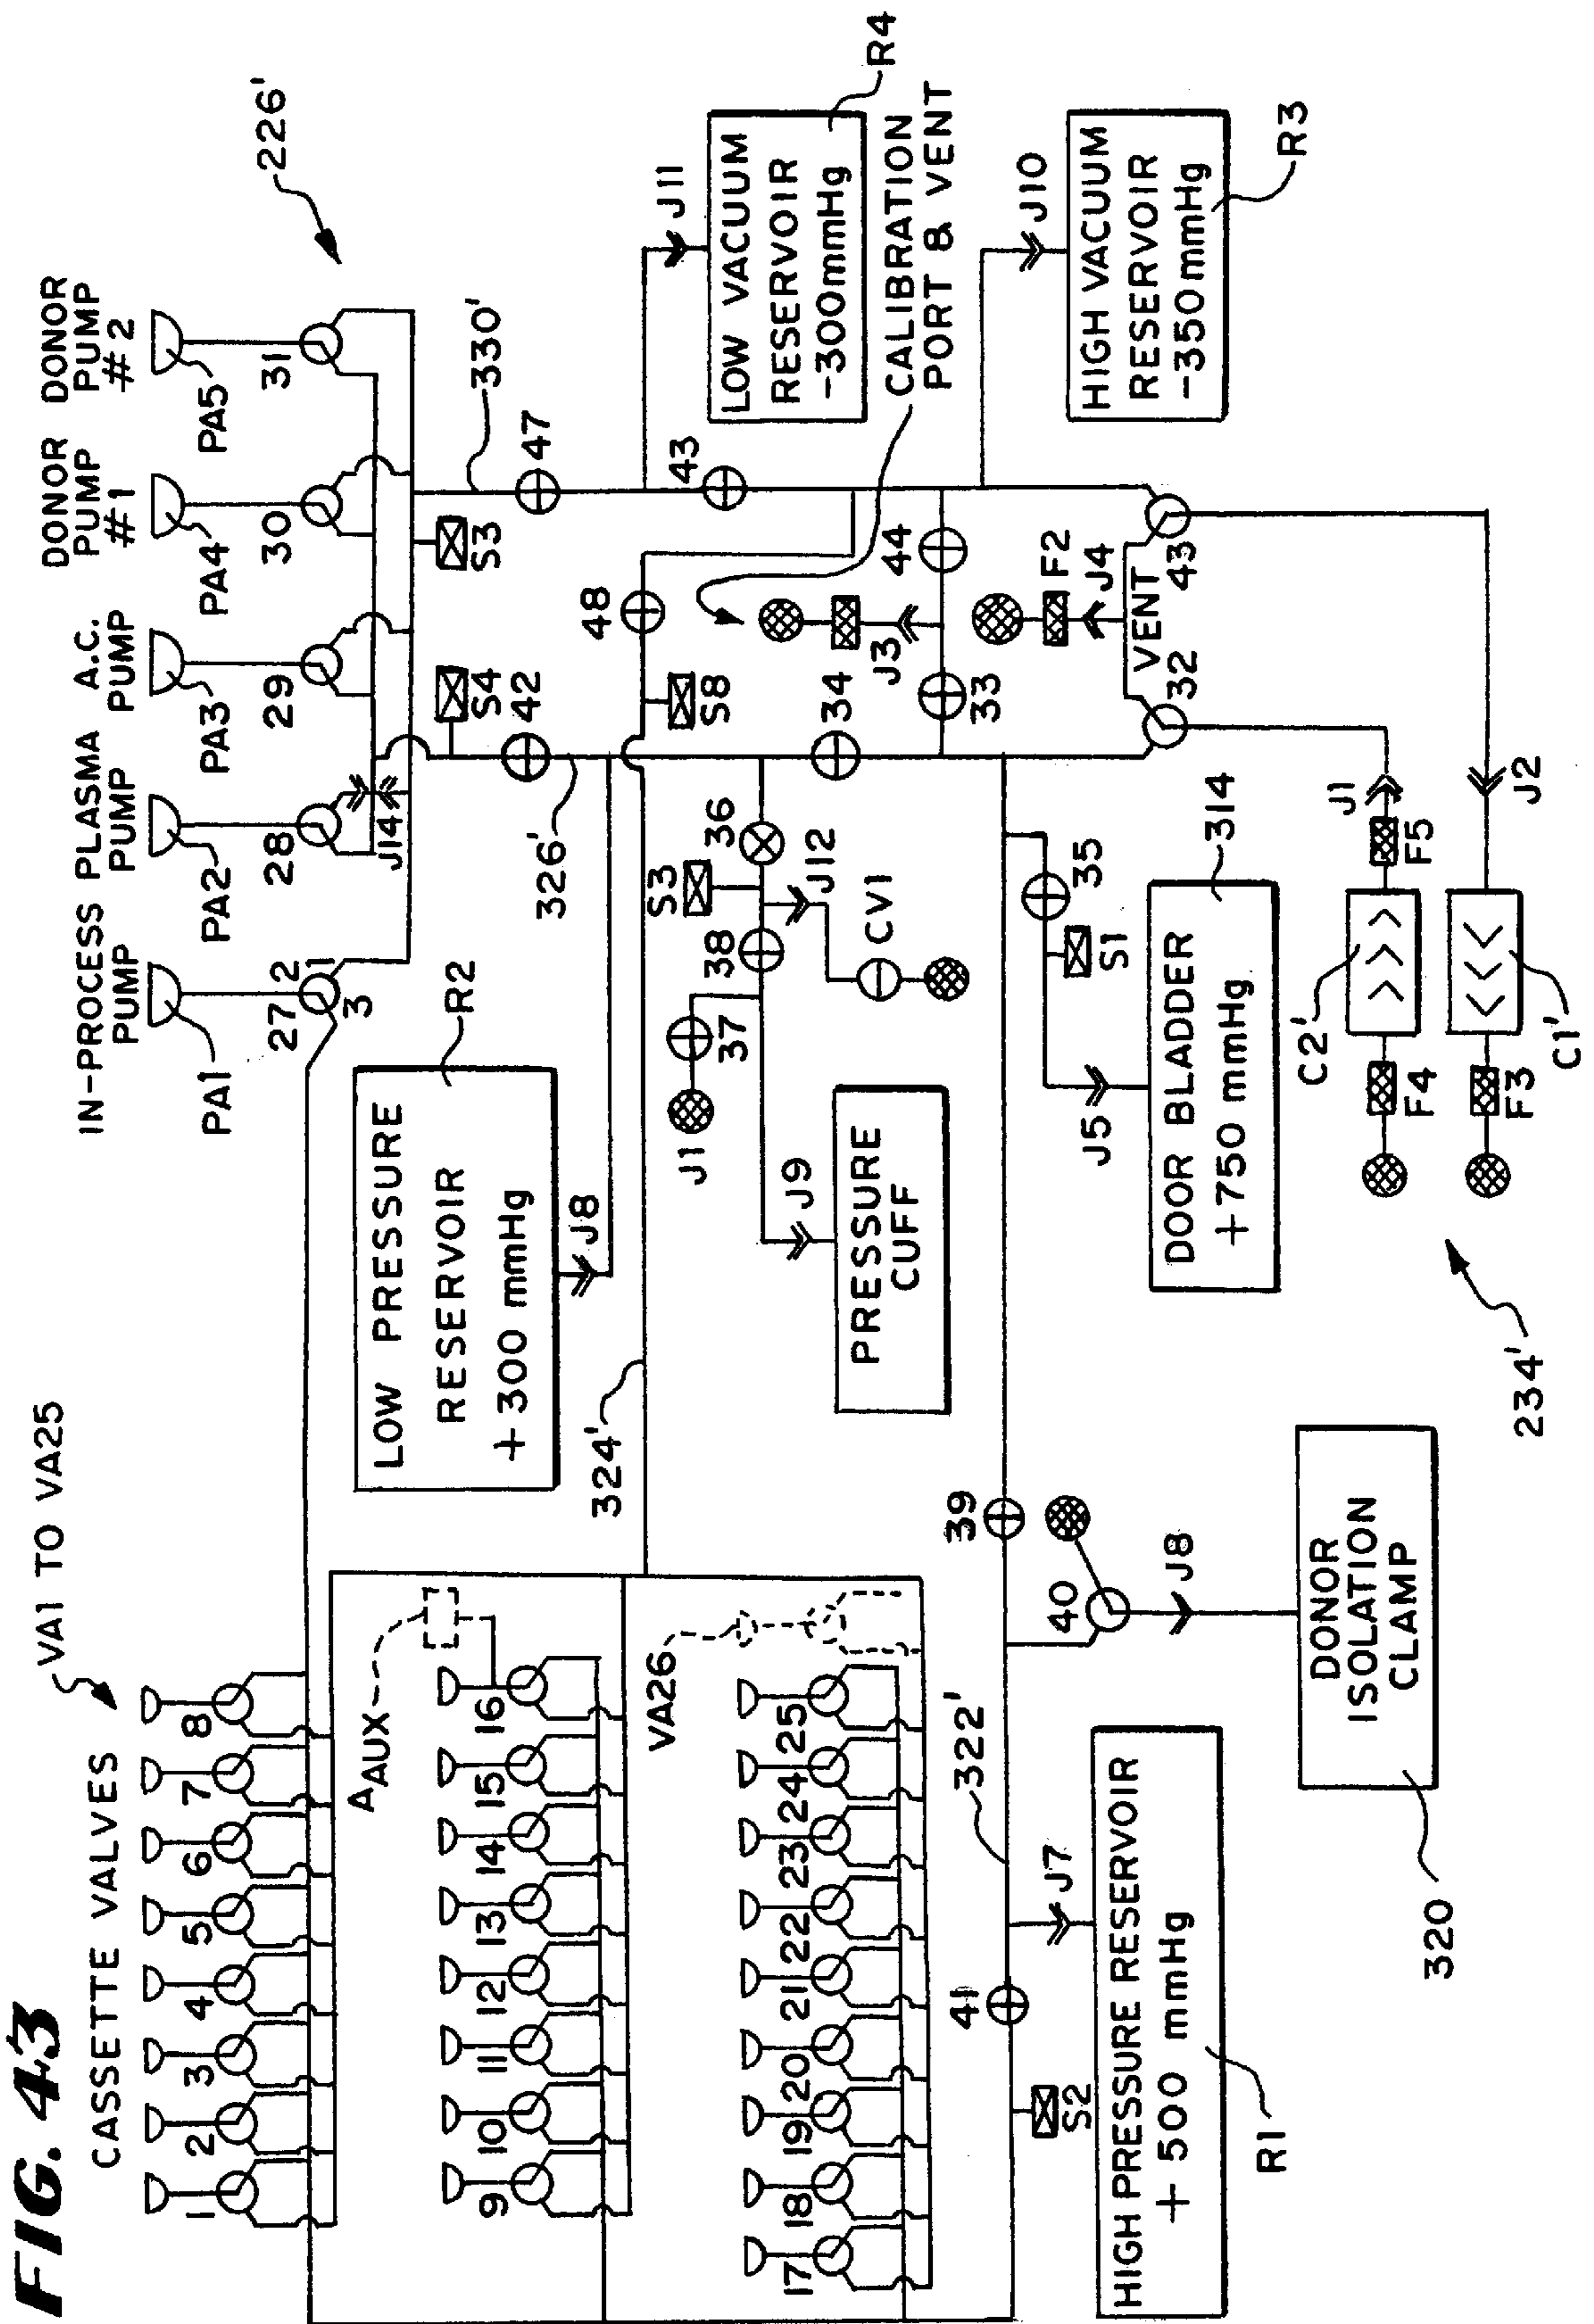 FIG. 43
VA1 TO VA25
CASSETTE VALVES
1
2
3
4
5
6
7
8
AAUX
9
10
11
12
13
14
15
16
VA26
17
18
19
20
21
22
23
24
25
IN-PROCESS
PUMP
PLASMA
PUMP
A.C.
PUMP
DONOR
PUMP
#1
DONOR
PUMP
#2
226'
PA1
PA2
PA3
PA4
PA5
27
2
1
3
28
J14
29
30
31
S4
S3
330'
42
47
326'
324'
LOW PRESSURE
RESERVOIR
+300 mmHg
R2
J8
48
S8
43
J11
LOW VACUUM
RESERVOIR
-300mmHg
R4
CALIBRATION
PORT & VENT
36
S3
38
J12
37
J1
CV1
J9
PRESSURE
CUFF
34
33
J3
44
F2
J4
VENT
32
43
J10
HIGH VACUUM
RESERVOIR
-350mmHg
R3
35
S1
J5
DOOR BLADDER
+750 mmHg
314
J1
F5
C2'
F4
J2
C1'
F3
234'
39
40
J8
DONOR
ISOLATION
CLAMP
320
322'
41
S2
J7
HIGH PRESSURE RESERVOIR
+500 mmHg
R1